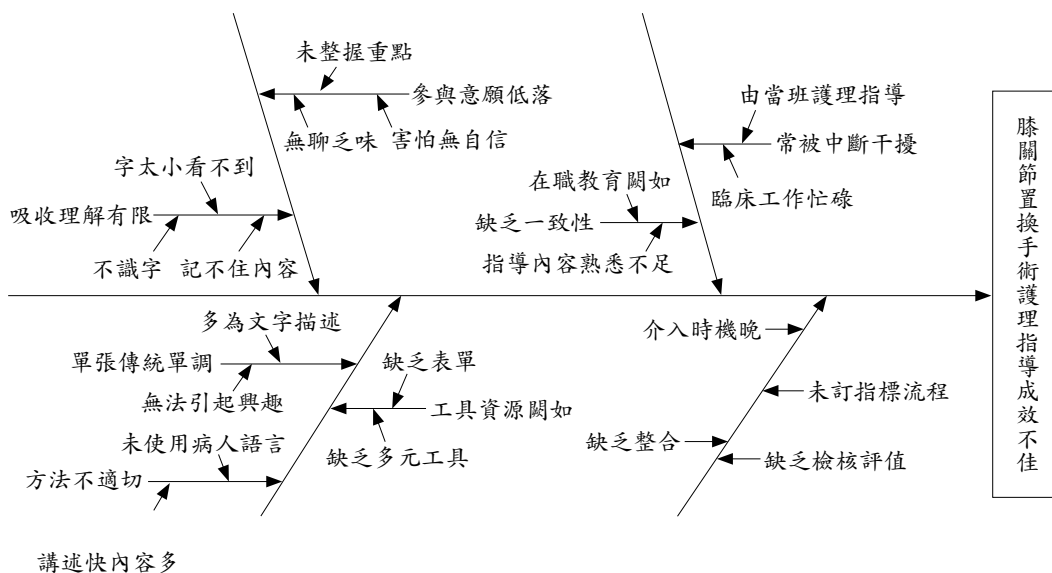 未整握重點
參與意願低落
無聊乏味
害怕無自信
字太小看不到
吸收理解有限
不識字
記不住內容
由當班護理指導
常被中斷干擾
臨床工作忙碌
在職教育闕如
缺乏一致性
指導內容熟悉不足
膝關節置換手術護理指導成效不佳
多為文字描述
單張傳統單調
無法引起興趣
缺乏表單
工具資源闕如
缺乏多元工具
未使用病人語言
方法不適切
講述快內容多
介入時機晚
未訂指標流程
缺乏整合
缺乏檢核評值